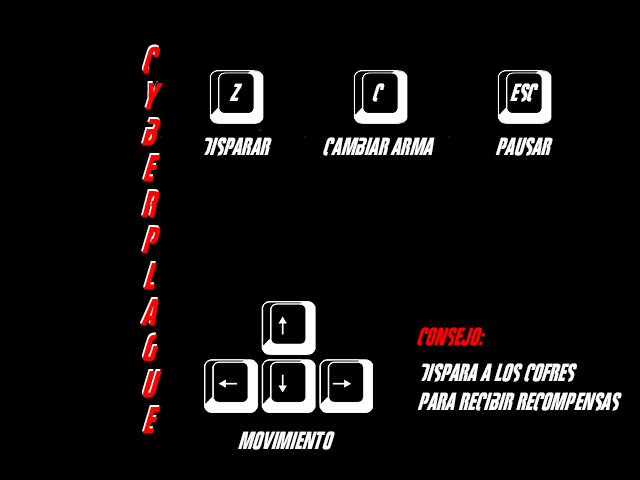 CYBERPLAGUE
Z C ESC
DISPARAR CAMBIAR ARMA PAUSAR
↑
← ↓ →
MOVIMIENTO
CONSEJO:
DISPARA A LOS COFRES
PARA RECIBIR RECOMPENSAS